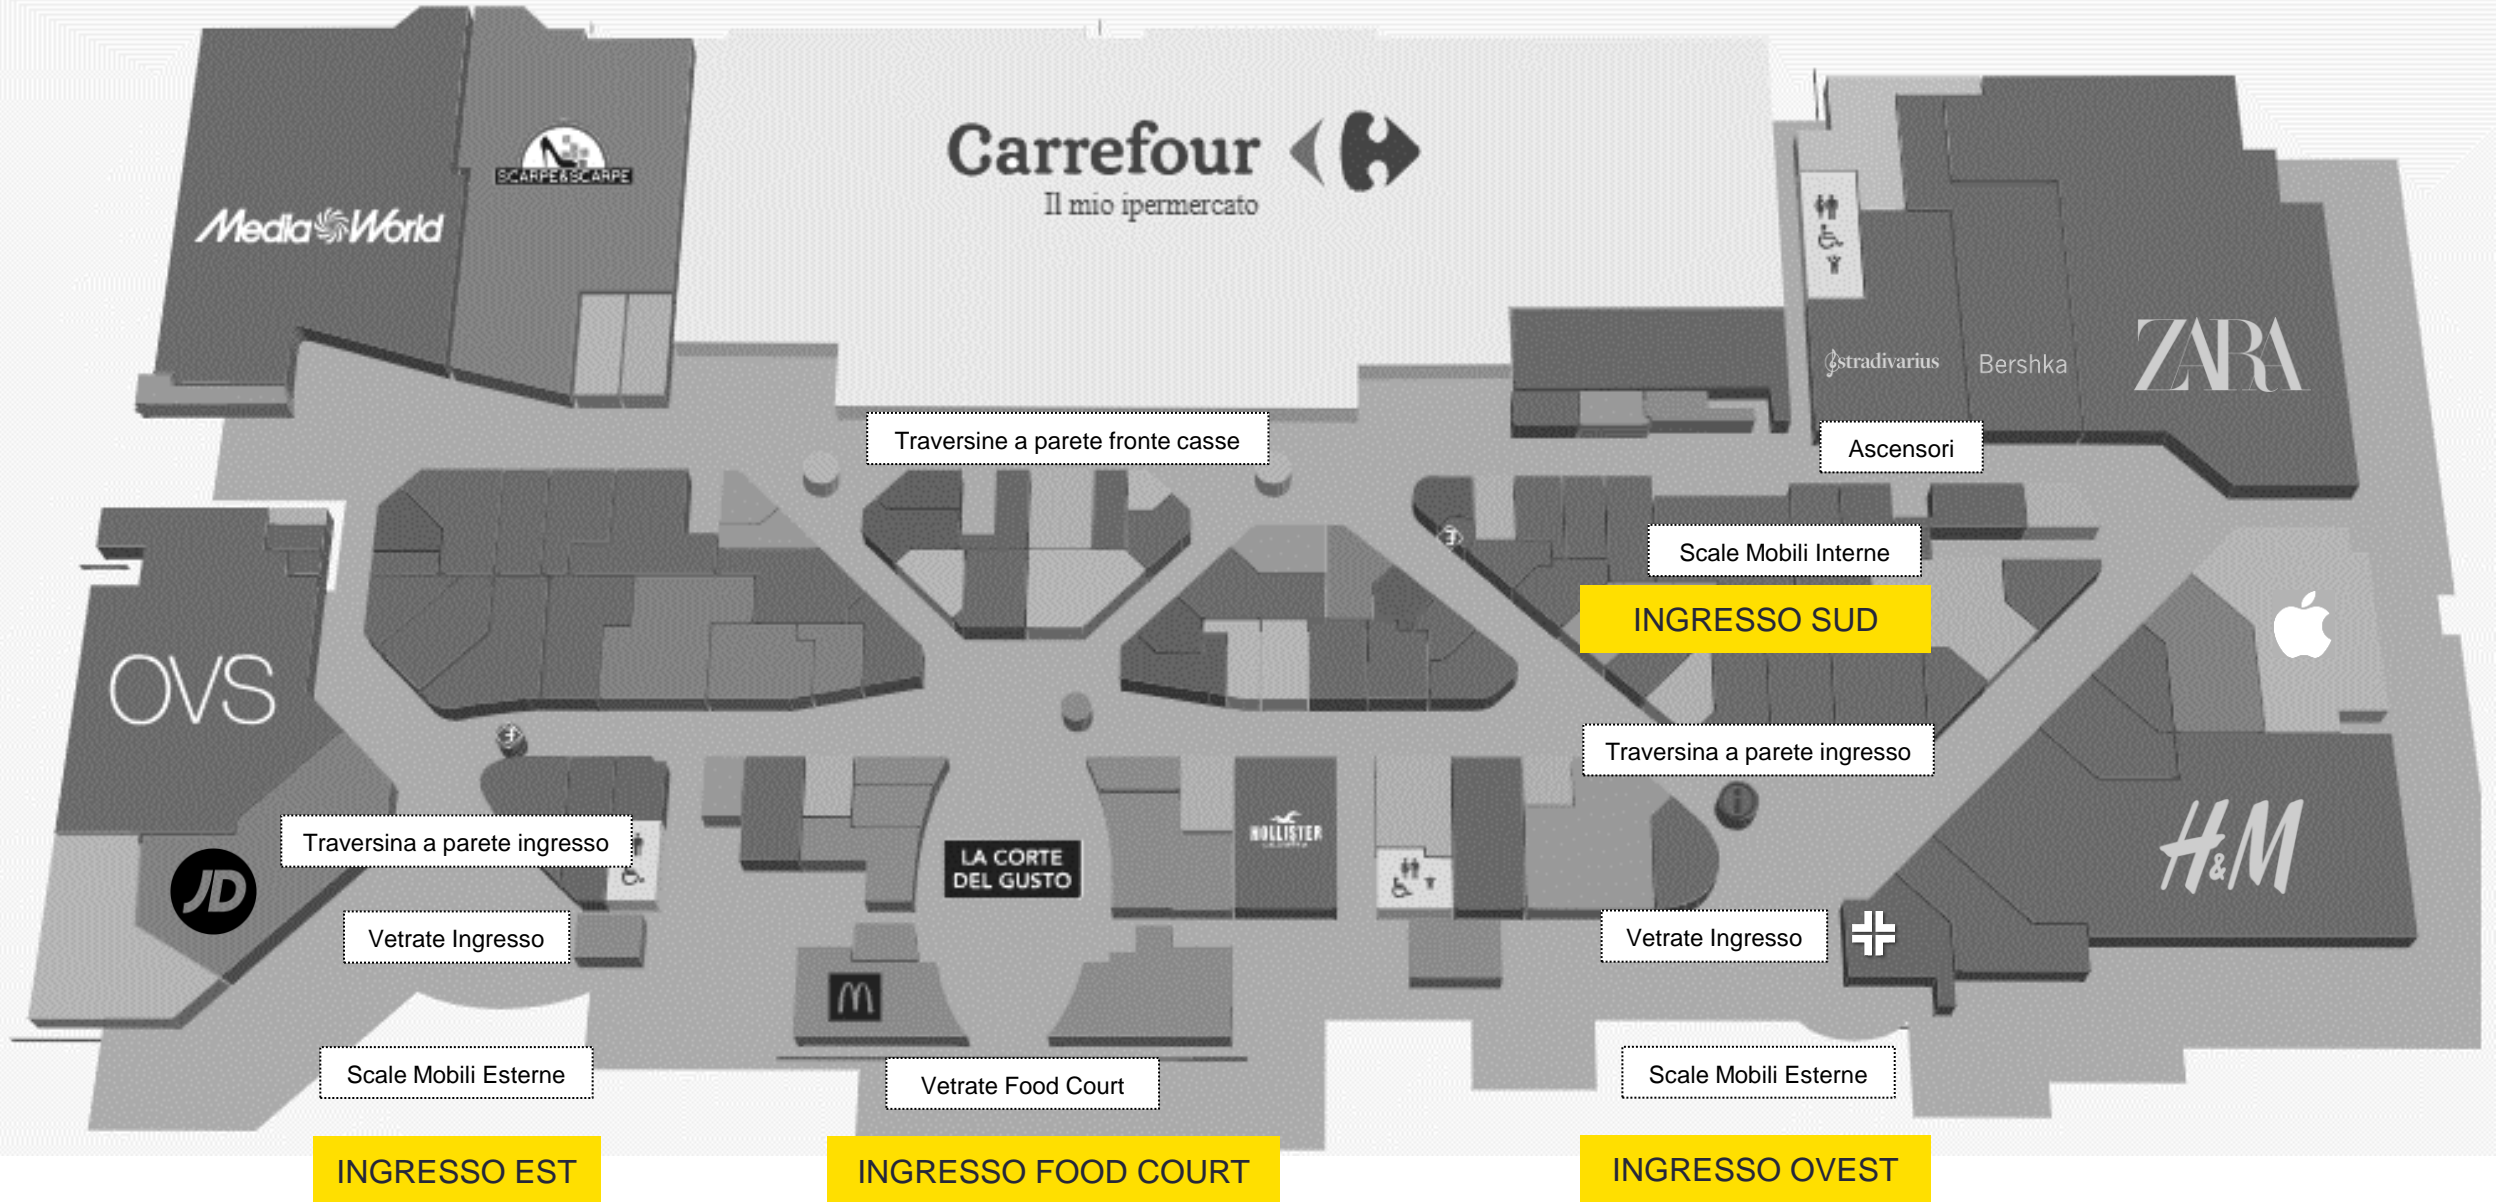 SCARPE&SCARPE
Media World
Carrefour
Il mio ipermercato
stradivarius
Bershka
ZARA
Traversine a parete fronte casse
Ascensori
Scale Mobili Interne
INGRESSO SUD
OVS
Traversina a parete ingresso
i
HOLLISTER
LA CORTE
DEL GUSTO
Traversina a parete ingresso
H&M
JD
Vetrate Ingresso
Vetrate Ingresso
M
Scale Mobili Esterne
Vetrate Food Court
Scale Mobili Esterne
INGRESSO EST
INGRESSO FOOD COURT
INGRESSO OVEST